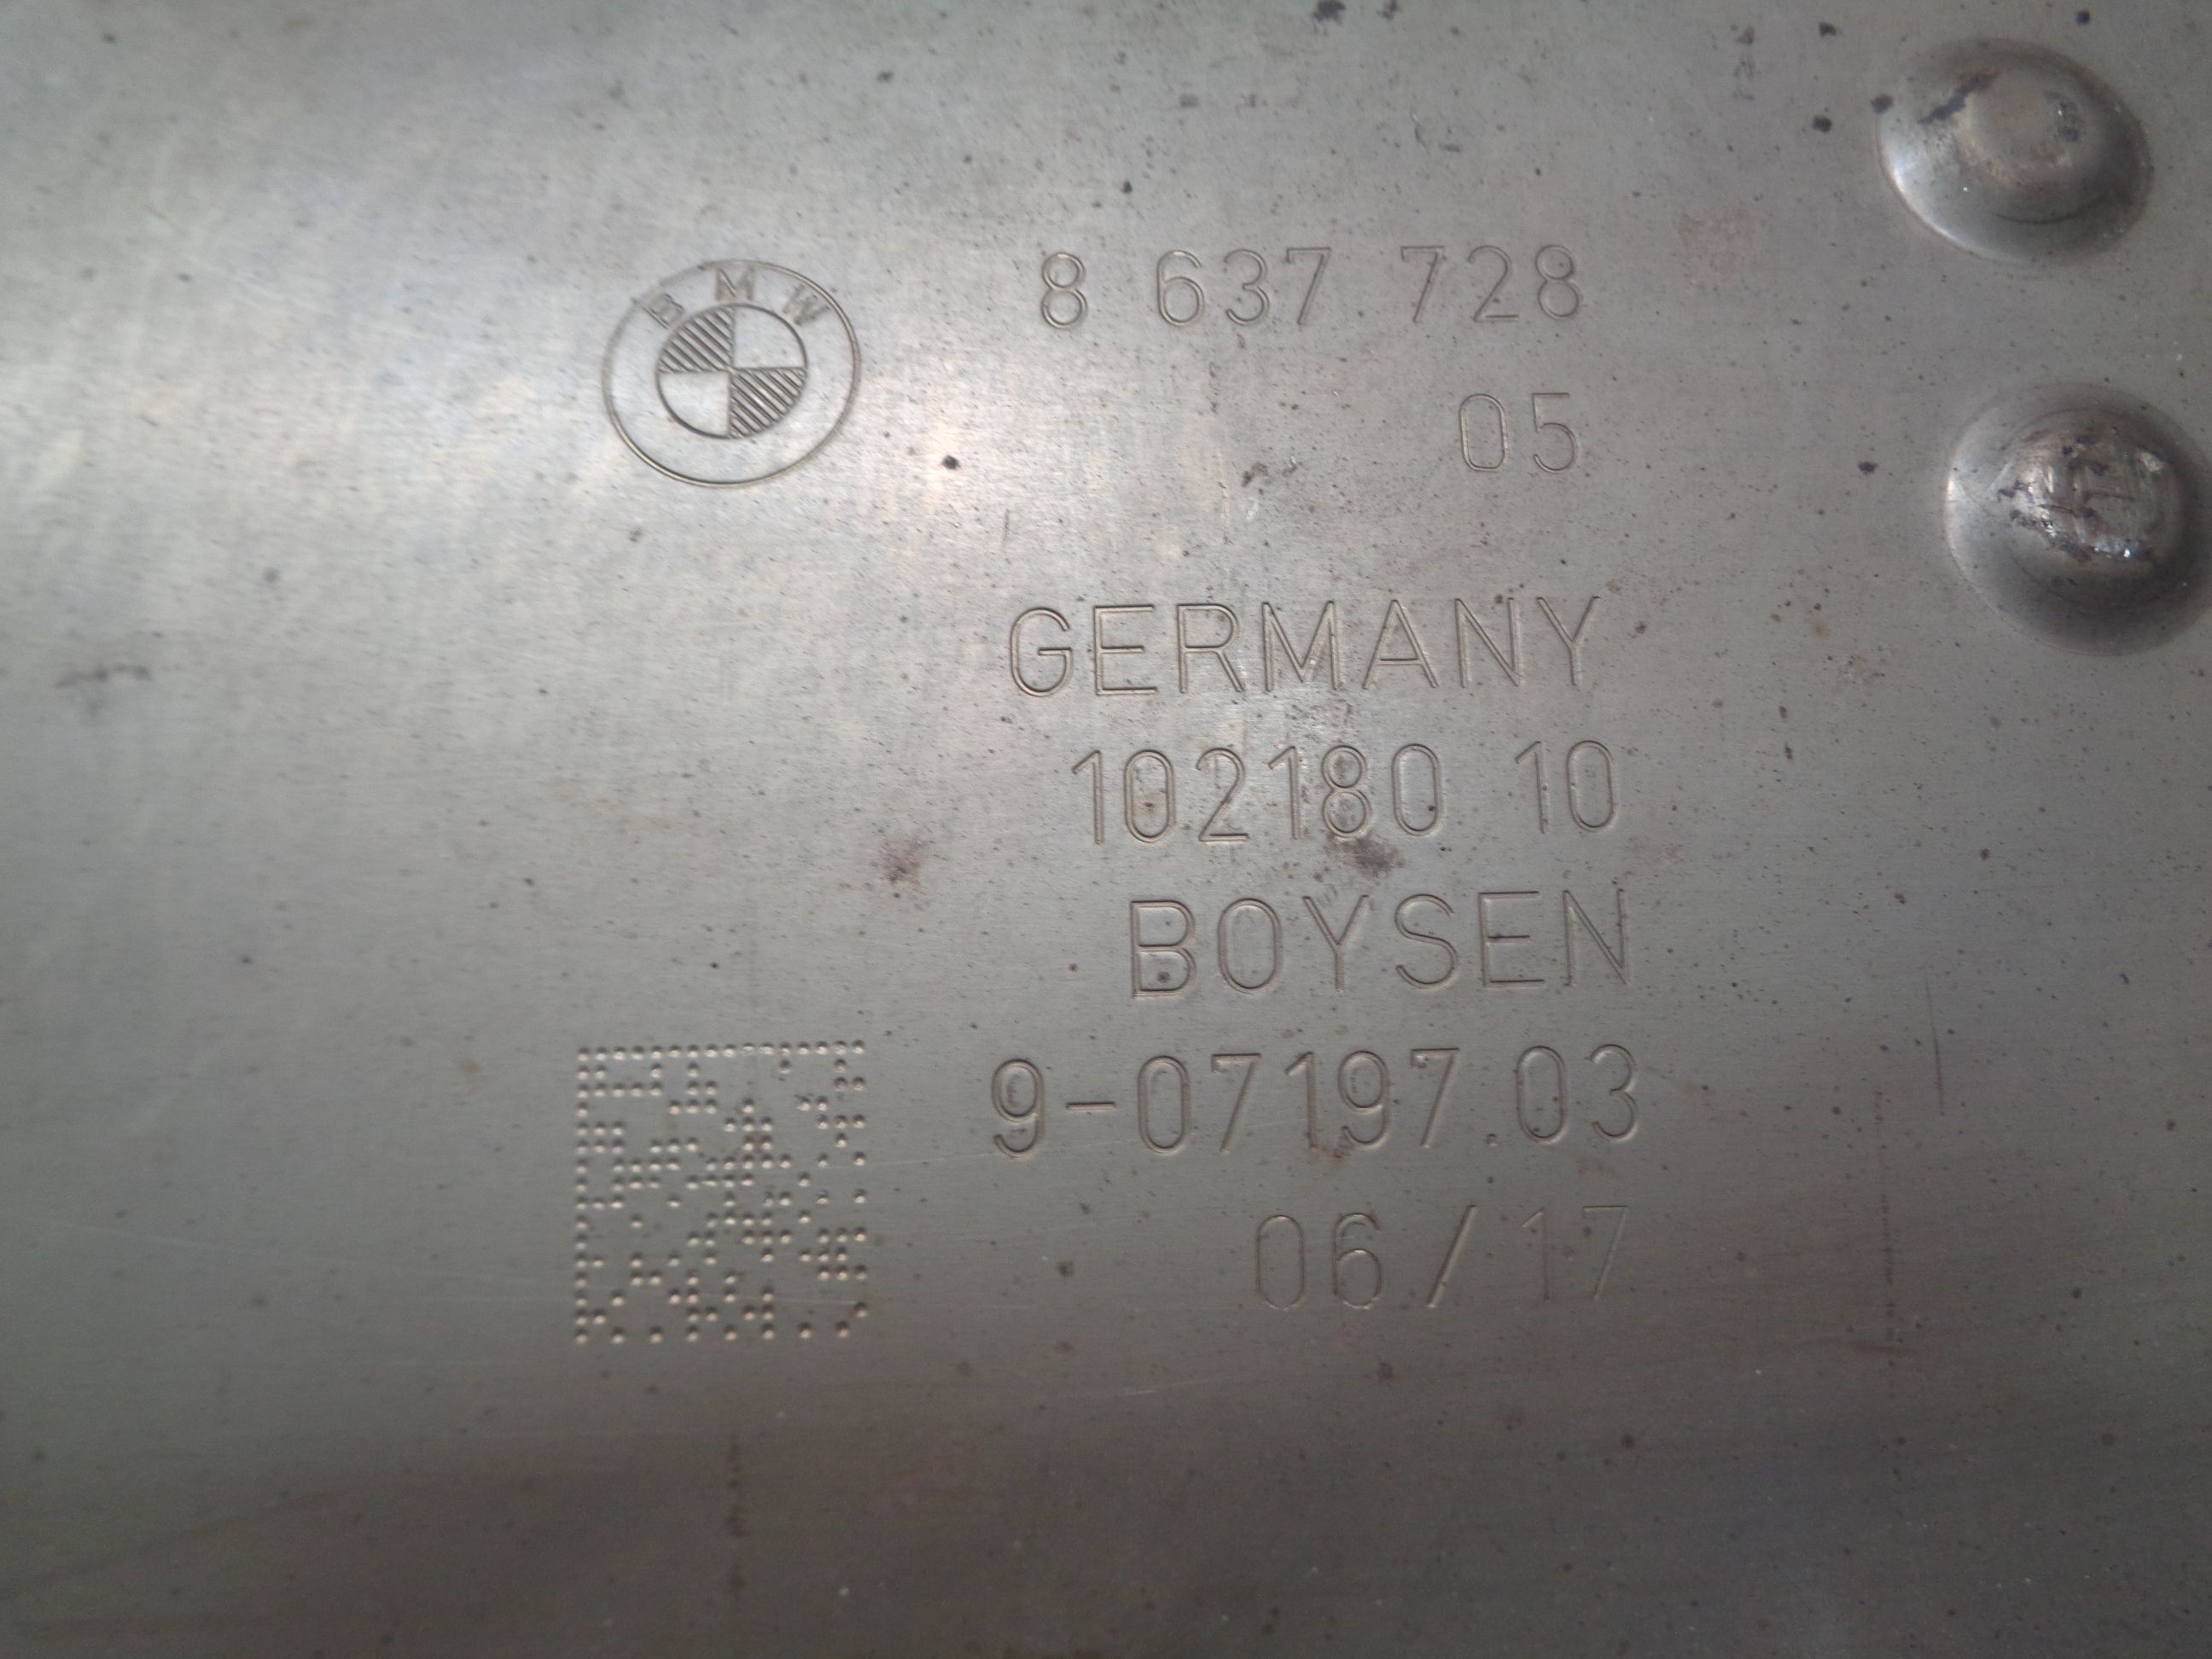 BMW
8 637 728
05
GERMANY
102180 10
BOYSEN
9-07197.03
06/17